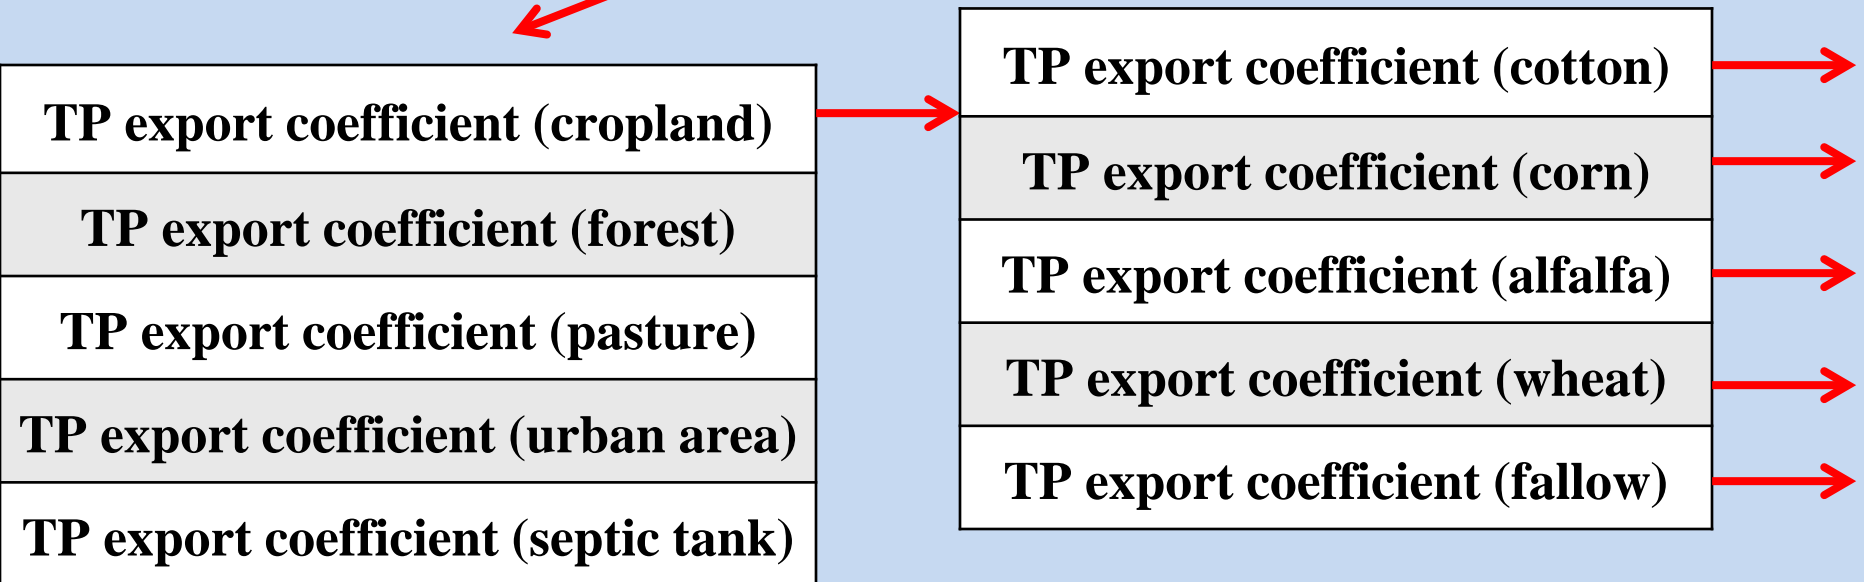 TP export coefficient (cropland)
TP export coefficient (forest)
TP export coefficient (pasture)
TP export coefficient (urban area)
TP export coefficient (septic tank)
TP export coefficient (cotton)
TP export coefficient (corn)
TP export coefficient (alfalfa)
TP export coefficient (wheat)
TP export coefficient (fallow)